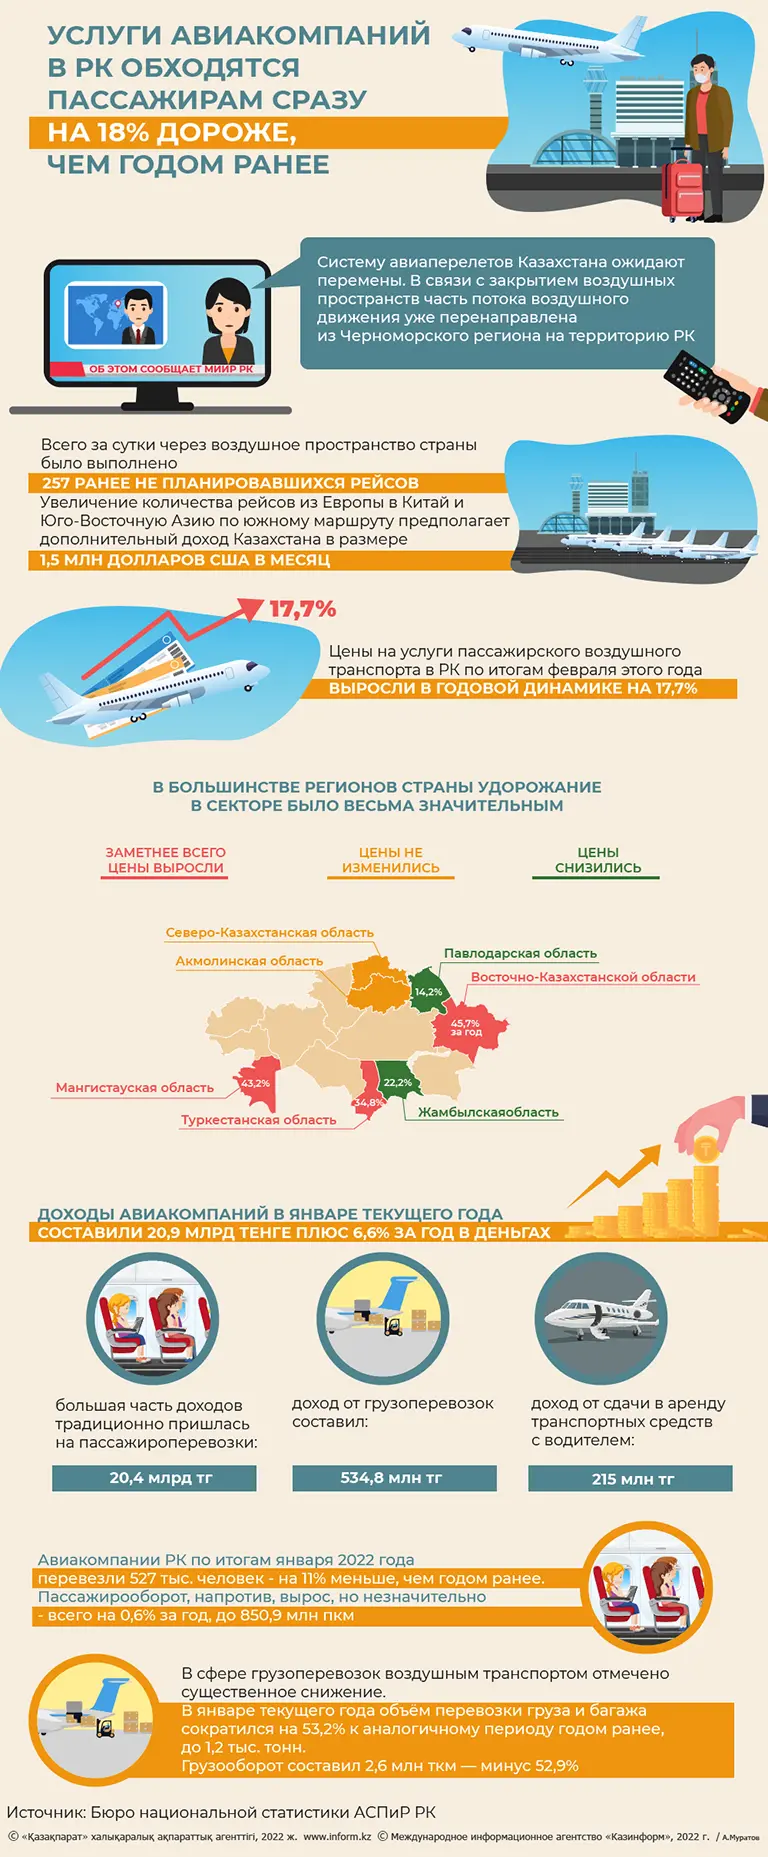 УСЛУГИ АВИАКОМПАНИЙ
В РК ОБХОДЯТСЯ
ПАССАЖИРАМ СРАЗУ
НА 18% ДОРОЖЕ,
ЧЕМ ГОДОМ РАНЕЕ
Систему авиаперелетов Казахстана ожидают
перемены. В связи с закрытием воздушных
пространств часть потока воздушного
движения уже перенаправлена
из Черноморского региона на территорию РК
ОБ ЭТОМ СООБЩАЕТ МИИР РК
Всего за сутки через воздушное пространство страны
было выполнено
257 РАНЕЕ НЕ ПЛАНИРОВАВШИХСЯ РЕЙСОВ
Увеличение количества рейсов из Европы в Китай и
Юго-Восточную Азию по южному маршруту предполагает
дополнительный доход Казахстана в размере
1,5 МЛН ДОЛЛАРОВ США В МЕСЯЦ
17,7%
Цены на услуги пассажирского воздушного
транспорта в РК по итогам февраля этого года
ВЫРОСЛИ В ГОДОВОЙ ДИНАМИКЕ НА 17,7%
В БОЛЬШИНСТВЕ РЕГИОНОВ СТРАНЫ УДОРОЖАНИЕ
В СЕКТОРЕ БЫЛО ВЕСЬМА ЗНАЧИТЕЛЬНЫМ
ЗАМЕТНЕЕ ВСЕГО
ЦЕНЫ ВЫРОСЛИ
ЦЕНЫ НЕ
ИЗМЕНИЛИСЬ
ЦЕНЫ
СНИЗИЛИСЬ
Северо-Казахстанская область
Акмолинская область
Павлодарская область
14,2%
Восточно-Казахстанской области
45,7%
за год
Мангистауская область
43,2%
Туркестанская область
34,8%
22,2%
Жамбылскаяобласть
ДОХОДЫ АВИАКОМПАНИЙ В ЯНВАРЕ ТЕКУЩЕГО ГОДА
СОСТАВИЛИ 20,9 МЛРД ТЕНГЕ ПЛЮС 6,6% ЗА ГОД В ДЕНЬГАХ
большая часть доходов
традиционно пришлась
на пассажироперевозки:
20,4 млрд тг
доход от грузоперевозок
составил:
534,8 млн тг
доход от сдачи в аренду
транспортных средств
с водителем:
215 млн тг
Авиакомпании РК по итогам января 2022 года
перевезли 527 тыс. человек - на 11% меньше, чем годом ранее.
Пассажирооборот, напротив, вырос, но незначительно
- всего на 0,6% за год, до 850,9 млн пкм
В сфере грузоперевозок воздушным транспортом отмечено
существенное снижение.
В январе текущего года объём перевозки груза и багажа
сократился на 53,2% к аналогичному периоду годом ранее,
до 1,2 тыс. тонн.
Грузооборот составил 2,6 млн ткм — минус 52,9%
Источник: Бюро национальной статистики АСПиР РК
© «Қазақпарат» халықаралық ақпараттық агенттігі, 2022 ж. www.inform.kz © Международное информационное агентство «Казинформ», 2022 г. / А.Муратов